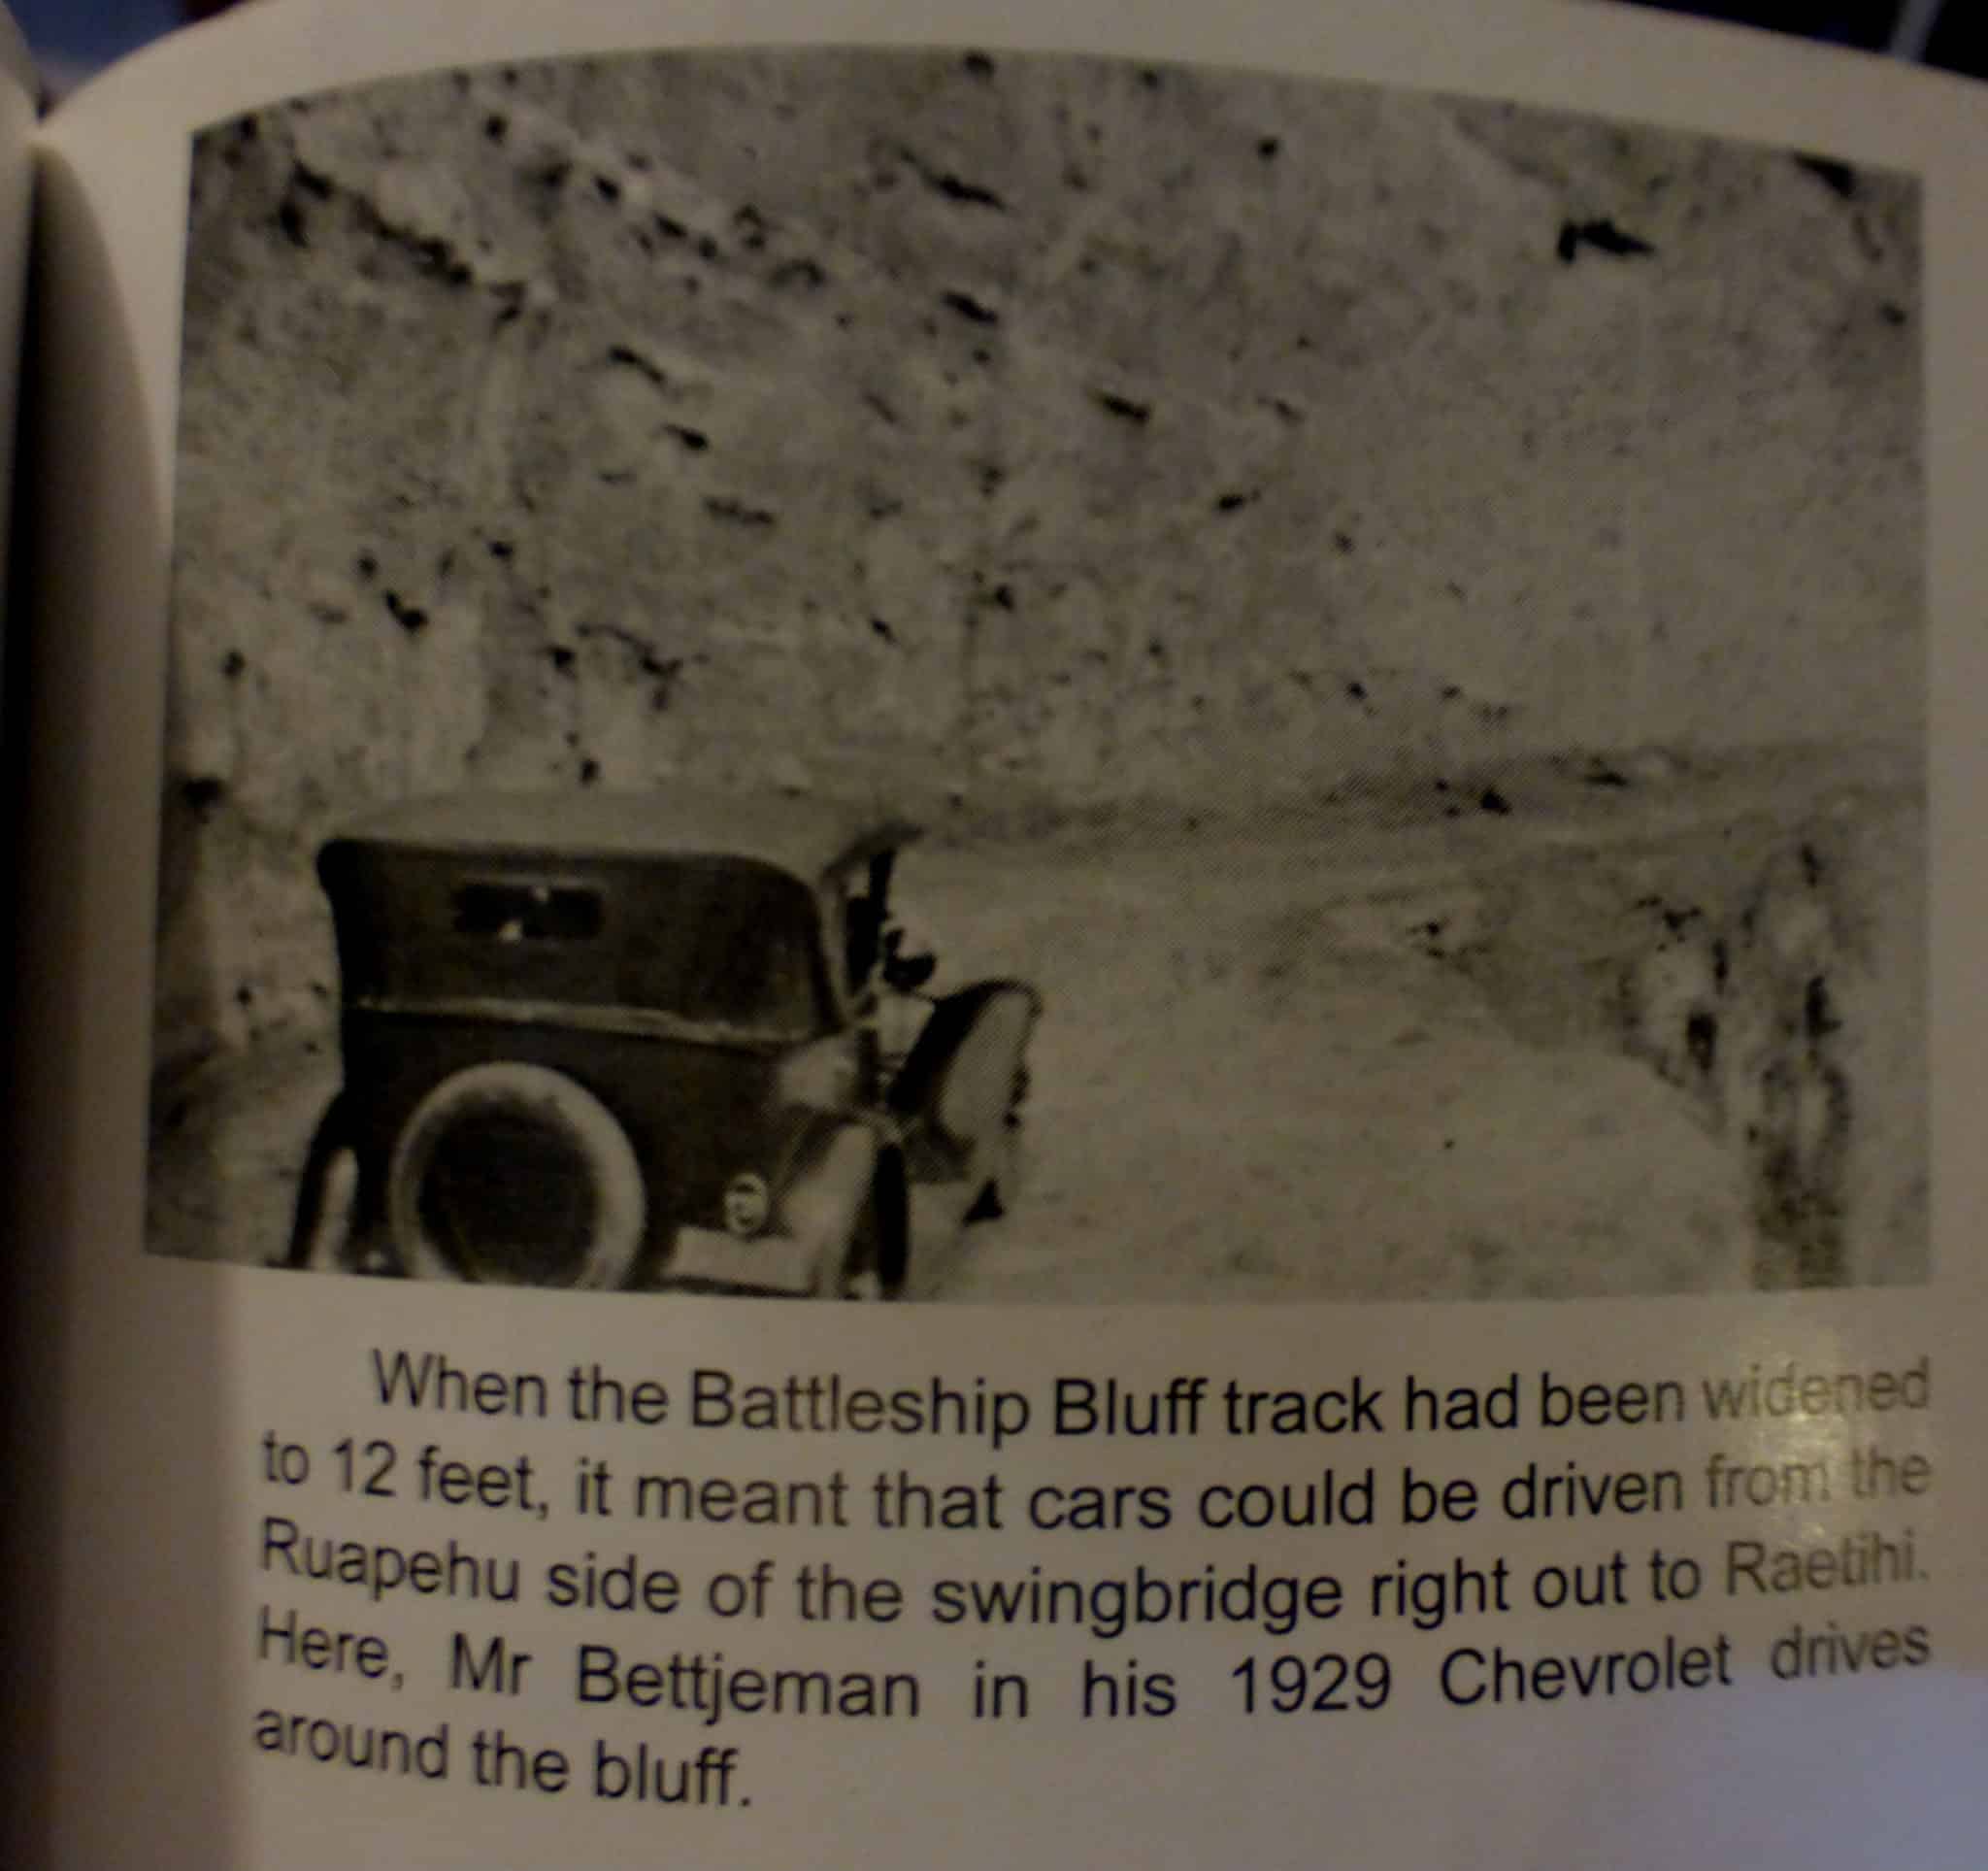 When the Battleship Bluff track had been widened
to 12 feet, it meant that cars could be driven from the
Ruapehu side of the swingbridge right out to Raetihi.
Here, Mr Bettjeman in his 1929 Chevrolet drives
around the bluff.